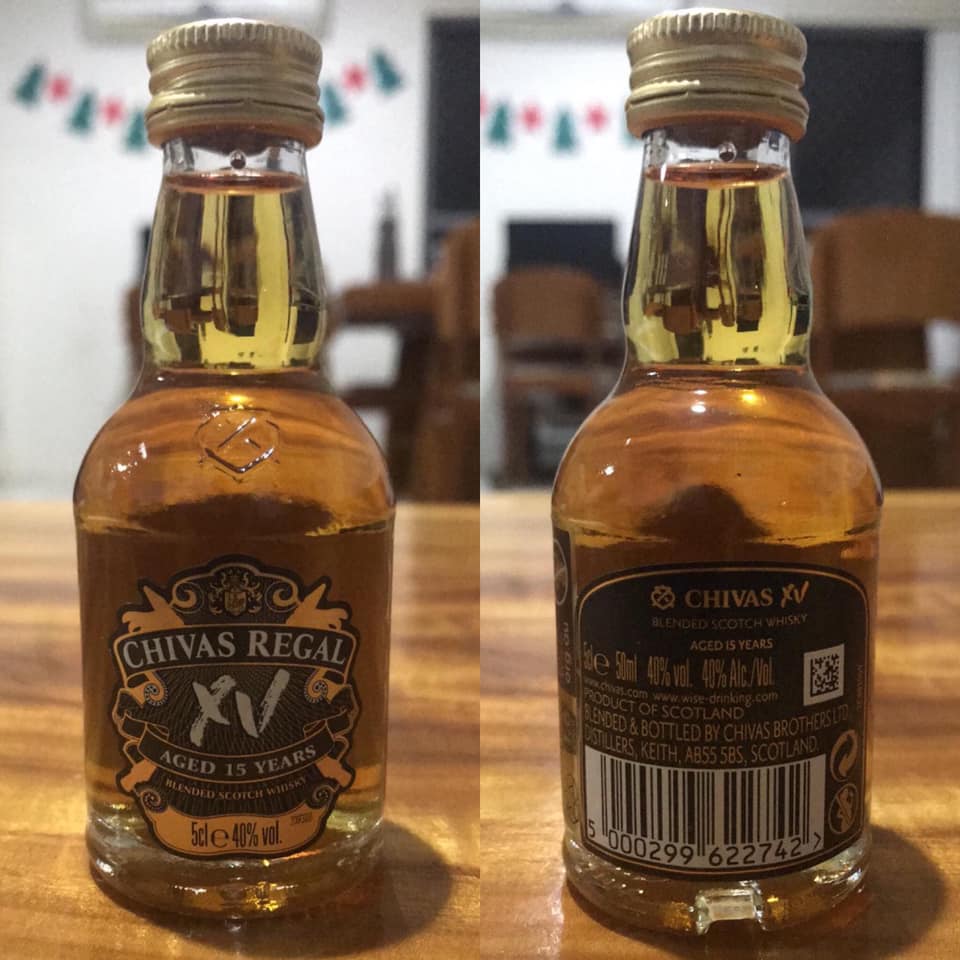 CHIVAS REGAL
XV
AGED 15 YEARS
BLENDED SCOTCH WHISKY
5cl e 40% vol.
CHIVAS XV
BLENDED SCOTCH WHISKY
AGED 15 YEARS
5cl e 50ml 40% vol. 40% Alc./Vol.
www.chivas.com www.wise-drinking.com
PRODUCT OF SCOTLAND
BLENDED & BOTTLED BY CHIVAS BROTHERS LTD
DISTILLERS, KEITH, AB55 5BS, SCOTLAND.
5 000299 622742 >